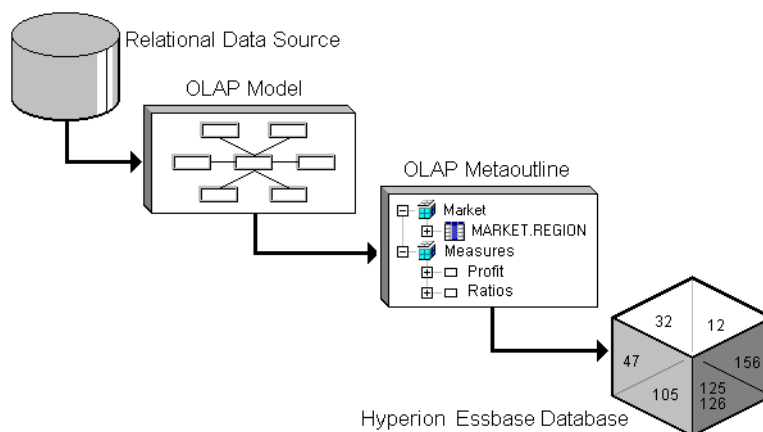 Relational Data Source
OLAP Model
OLAP Metaoutline
Market
MARKET.REGION
Measures
Profit
Ratios
32
12
47
156
105
125
126
Hyperion Essbase Database